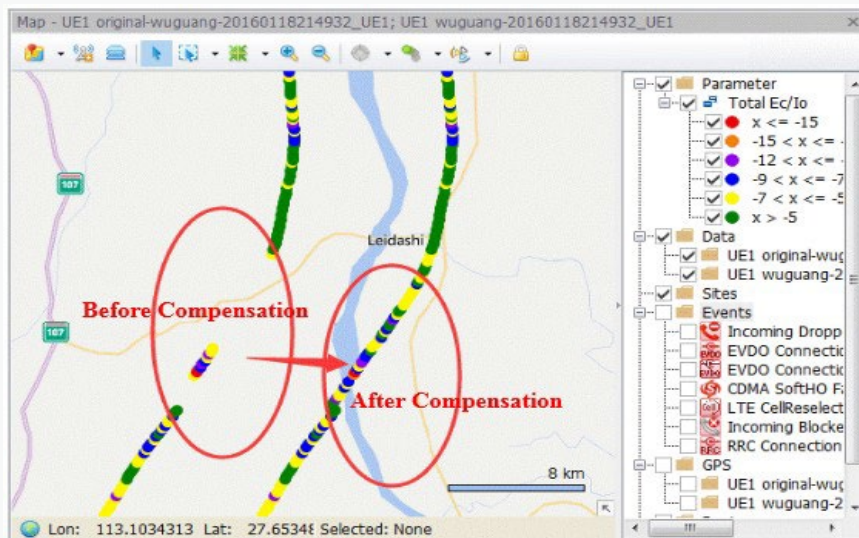 Map - UE1 original-wuguang-20160118214932_UE1; UE1 wuguang-20160118214932_UE1
Parameter
Total Ec/Io
x <= -15
-15 < x <= -
-12 < x <= -
-9 < x <= -7
-7 < x <= -5
x > -5
Data
UE1 original-wug
UE1 wuguang-2
Sites
Events
Incoming Dropp
EVDO Connectic
EVDO Connectic
CDMA SoftHO Fa
LTE CellReselect
Incoming Blocke
RRC Connection
GPS
UE1 original-wug
UE1 wuguang-2
107
Leidashi
Before Compensation
107
After Compensation
8 km
Lon: 113.1034313 Lat: 27.65348 Selected: None